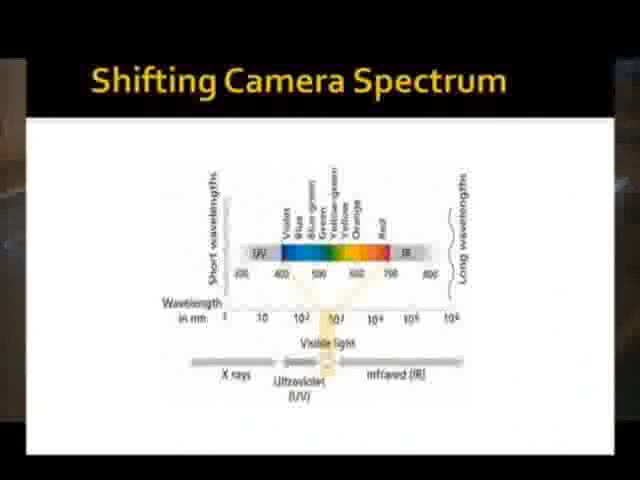 Shifting Camera Spectrum
Short wavelengths
Violet
Blue
Blue-green
Green
Yellow-green
Yellow
Orange
Red
Long wavelengths
UV
IR
300 400 500 600 700 800
Wavelength
in nm
1 10 10² 10³ 10⁴ 10⁵ 10⁶
Visible light
X rays
Ultraviolet
(UV)
Infrared (IR)